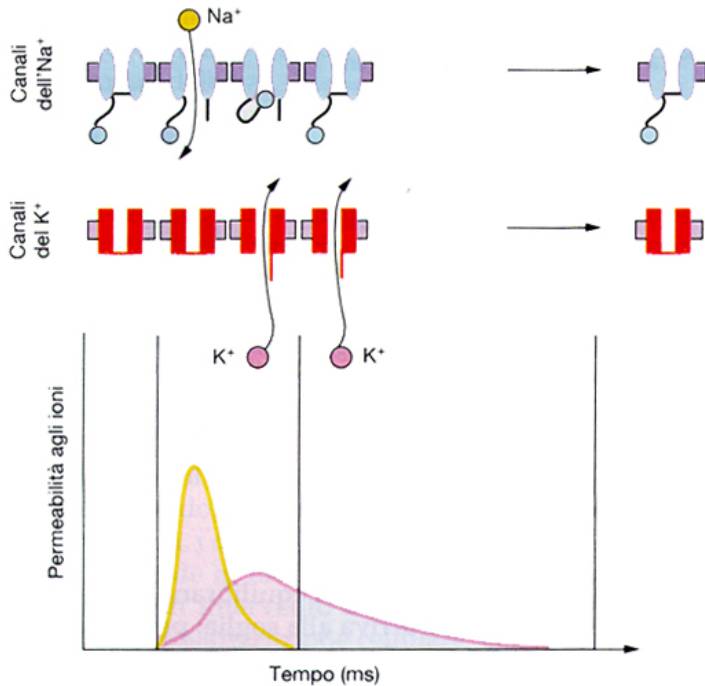 Na⁺
Canali
dell'Na⁺
Canali
del K⁺
K⁺
K⁺
Permeabilità agli ioni
Tempo (ms)